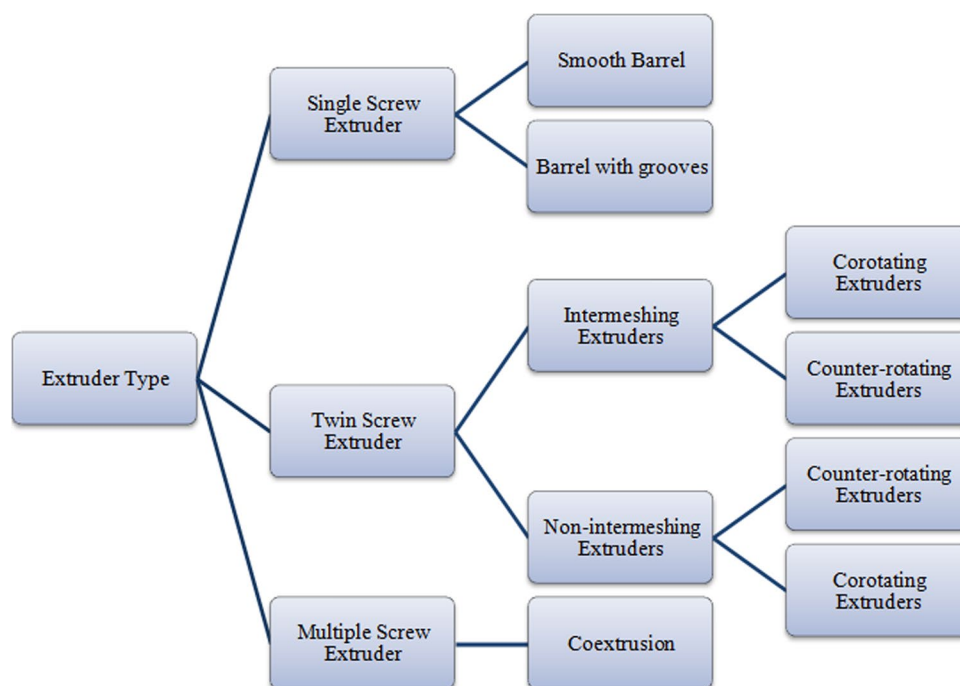 Extruder Type
Single Screw
Extruder
Smooth Barrel
Barrel with grooves
Twin Screw
Extruder
Intermeshing
Extruders
Corotating
Extruders
Counter-rotating
Extruders
Non-intermeshing
Extruders
Counter-rotating
Extruders
Corotating
Extruders
Multiple Screw
Extruder
Coextrusion